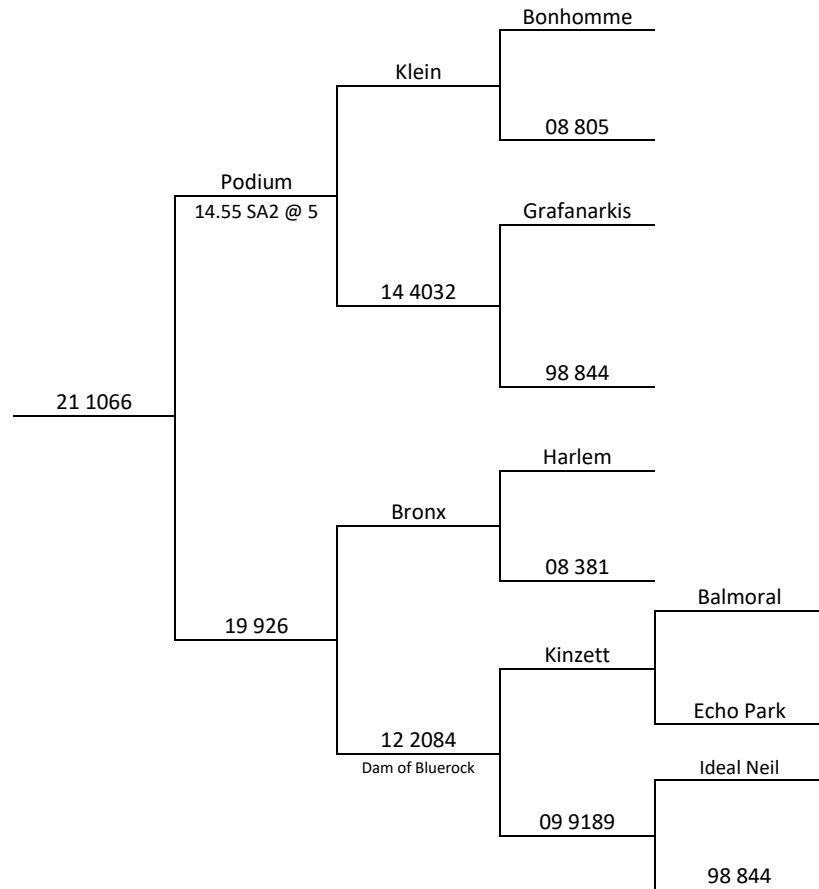 Bonhomme
Klein
08 805
Podium
14.55 SA2 @ 5
Grafanarkis
14 4032
98 844
21 1066
Harlem
Bronx
08 381
Balmoral
19 926
Kinzett
Echo Park
12 2084
Dam of Bluerock
Ideal Neil
09 9189
98 844